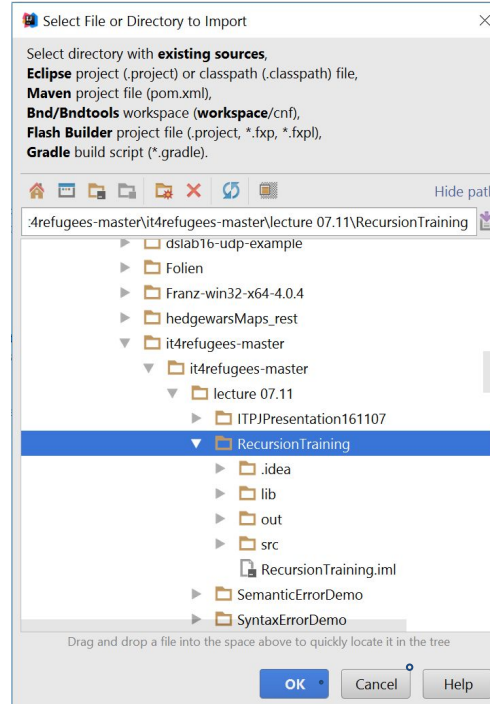 Select File or Directory to Import
Select directory with existing sources,
Eclipse project (.project) or classpath (.classpath) file,
Maven project file (pom.xml),
Bnd/Bndtools workspace (workspace/cnf),
Flash Builder project file (.project, *.fxp, *.fxpl),
Gradle build script (*.gradle).
Hide path
:4refugees-master\it4refugees-master\lecture 07.11\RecursionTraining
dslab16-udp-example
Folien
Franz-win32-x64-4.0.4
hedgewarsMaps_rest
it4refugees-master
it4refugees-master
lecture 07.11
ITPJPresentation161107
RecursionTraining
.idea
lib
out
src
RecursionTraining.iml
SemanticErrorDemo
SyntaxErrorDemo
Drag and drop a file into the space above to quickly locate it in the tree
OK Cancel Help